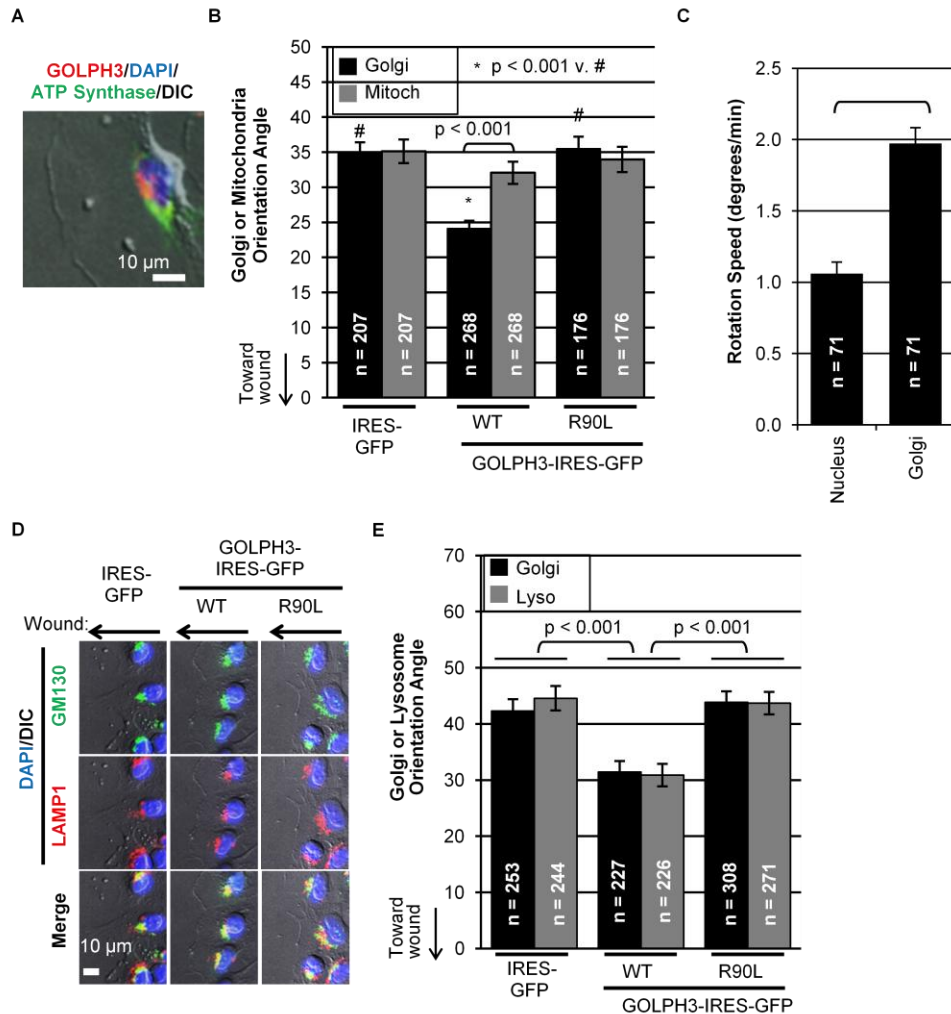 A
GOLPH3/DAPI/
ATP Synthase/DIC
10 µm
B
Golgi or Mitochondria
Orientation Angle
Toward
wound
50
45
40
35
30
25
20
15
10
5
0
Golgi
Mitoch
* p < 0.001 v. #
p < 0.001
#
*
#
n = 207
n = 207
n = 268
n = 268
n = 176
n = 176
IRES-
GFP
WT
R90L
GOLPH3-IRES-GFP
C
Rotation Speed (degrees/min)
2.5
2.0
1.5
1.0
0.5
0.0
n = 71
n = 71
Nucleus
Golgi
D
IRES-
GFP
GOLPH3-
IRES-GFP
WT
R90L
Wound:
DAPI/DIC
GM130
LAMP1
Merge
10 µm
E
Golgi or Lysosome
Orientation Angle
Toward
wound
70
60
50
40
30
20
10
0
Golgi
Lyso
p < 0.001
p < 0.001
n = 253
n = 244
n = 227
n = 226
n = 308
n = 271
IRES-
GFP
WT
R90L
GOLPH3-IRES-GFP